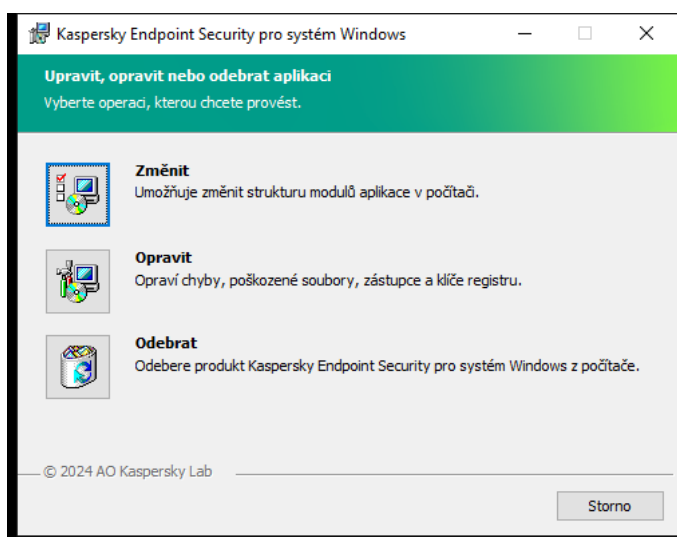 Kaspersky Endpoint Security pro systém Windows
Upravit, opravit nebo odebrat aplikaci
Vyberte operaci, kterou chcete provést.
Změnit
Umožňuje změnit strukturu modulů aplikace v počítači.
Opravit
Opraví chyby, poškozené soubory, zástupce a klíče registru.
Odebrat
Odebere produkt Kaspersky Endpoint Security pro systém Windows z počítače.
© 2024 AO Kaspersky Lab
Storno